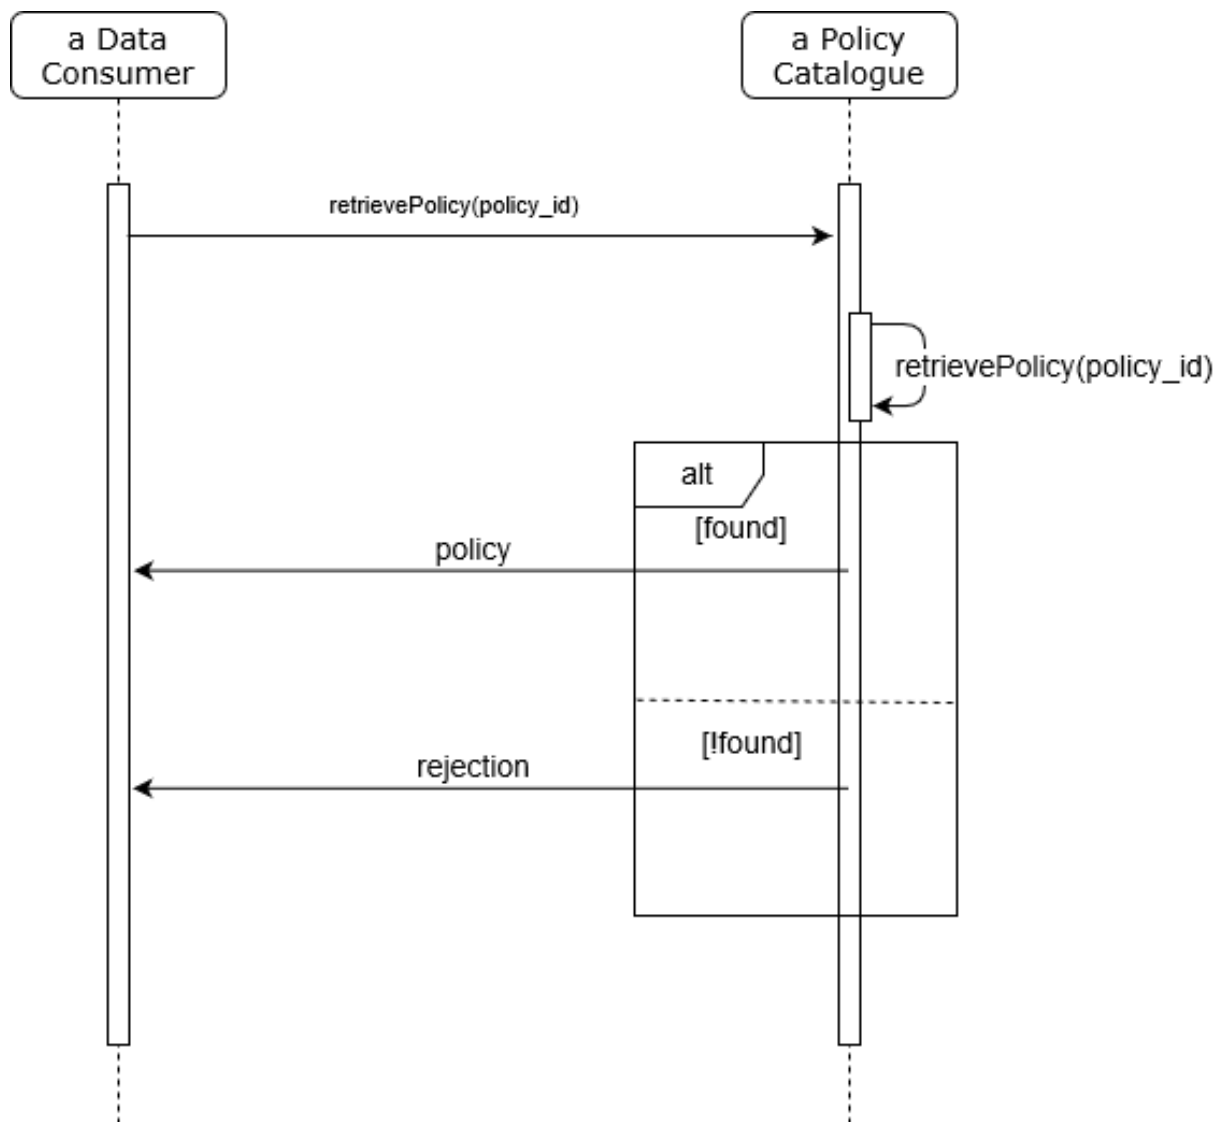 a Data
Consumer
a Policy
Catalogue
retrievePolicy(policy_id)
retrievePolicy(policy_id)
alt
[found]
policy
[!found]
rejection